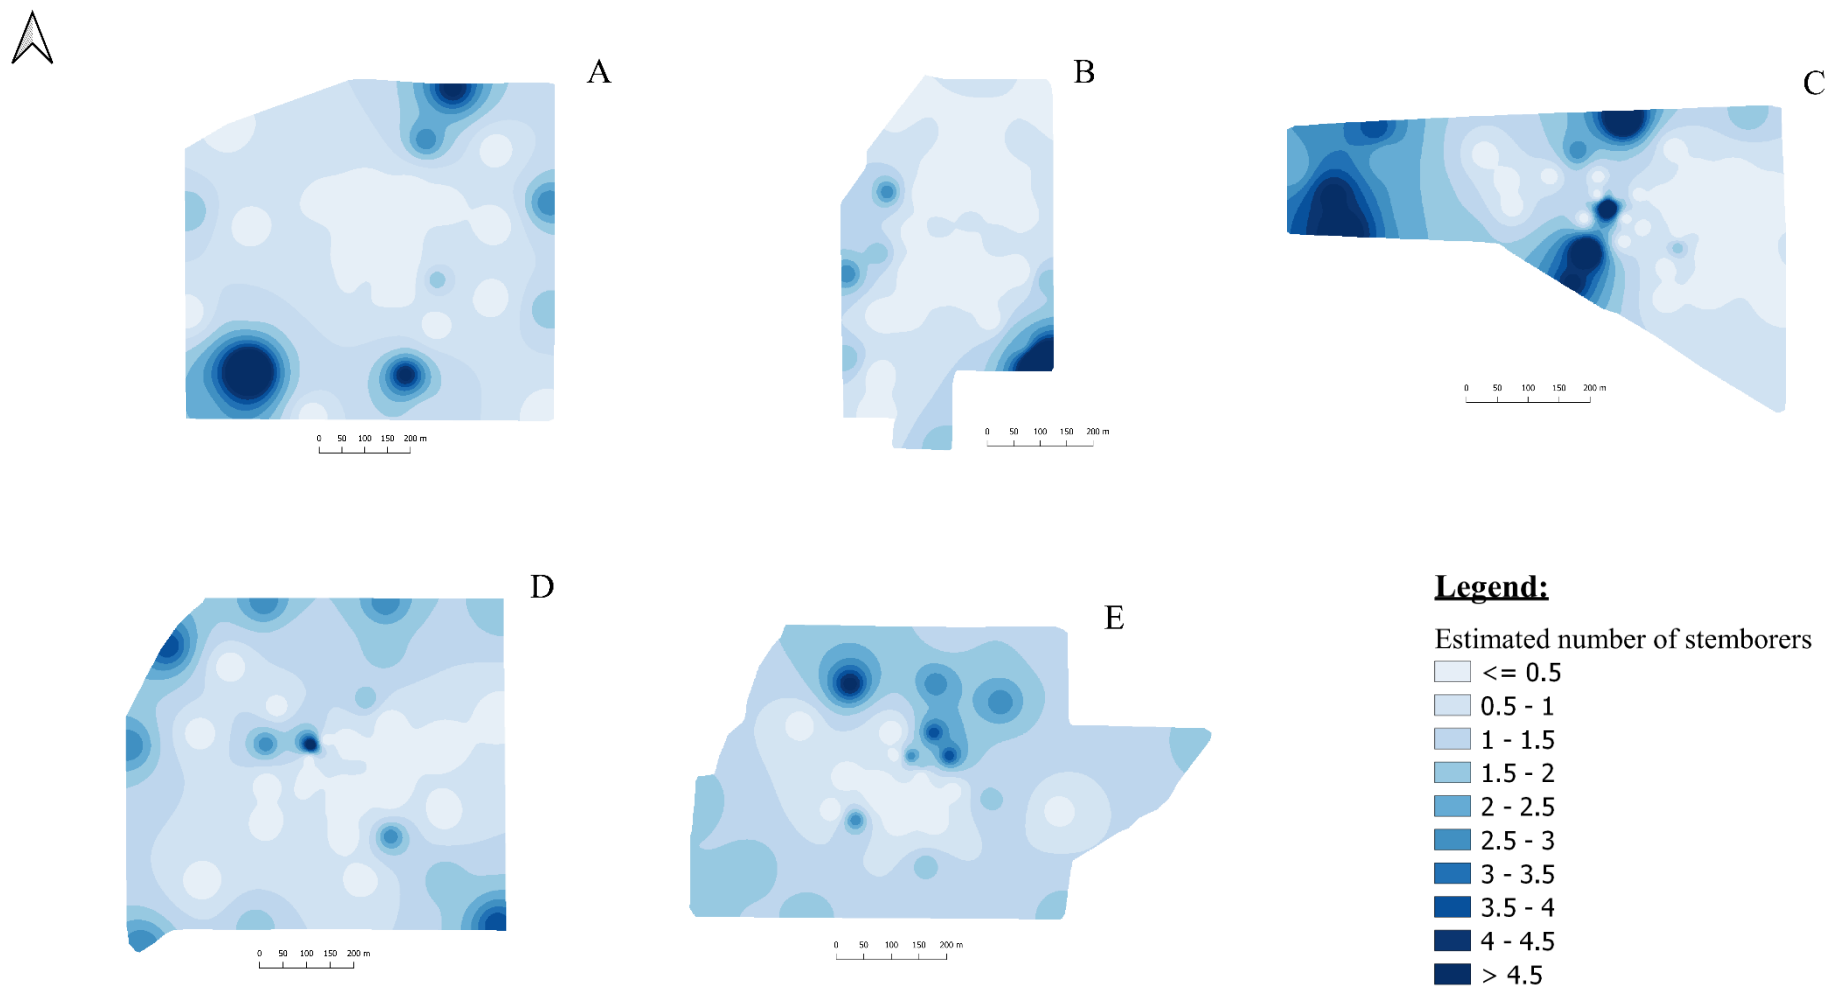 A
B
C
0 50 100 150 200 m
0 50 100 150 200 m
0 50 100 150 200 m
D
E
0 50 100 150 200 m
0 50 100 150 200 m
Legend:
Estimated number of stemborers
<= 0.5
0.5 - 1
1 - 1.5
1.5 - 2
2 - 2.5
2.5 - 3
3 - 3.5
3.5 - 4
4 - 4.5
> 4.5